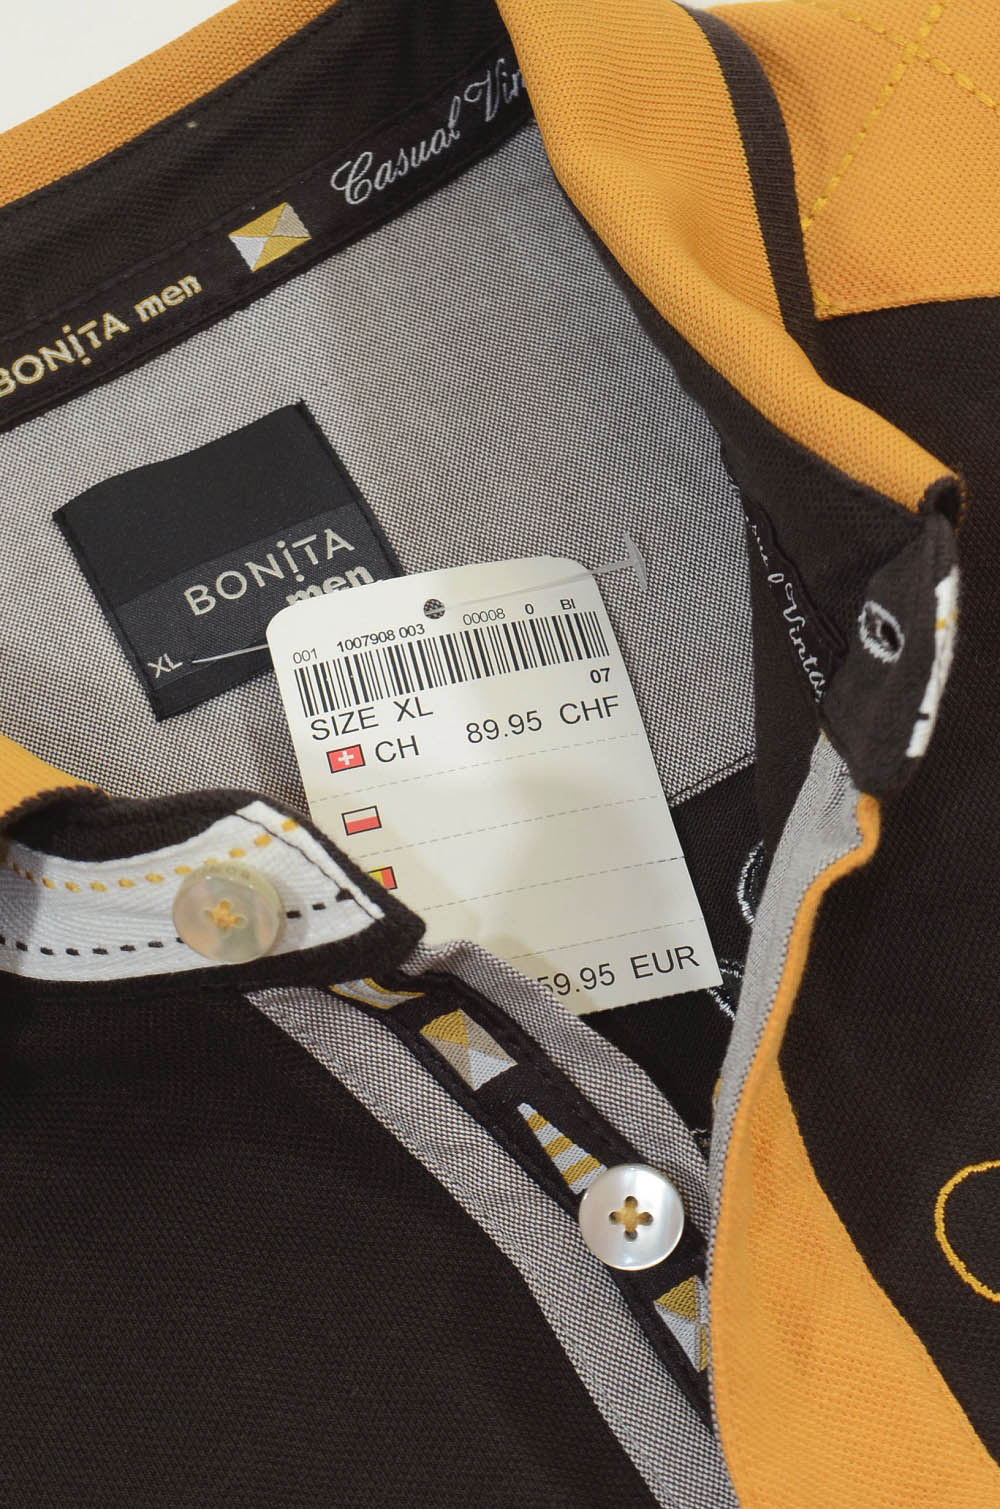 Casual Vin
BONiTA men
BONiTA
men
XL
001 1007908 003 00008 0 BI
07
SIZE XL
CH 89.95 CHF
59.95 EUR